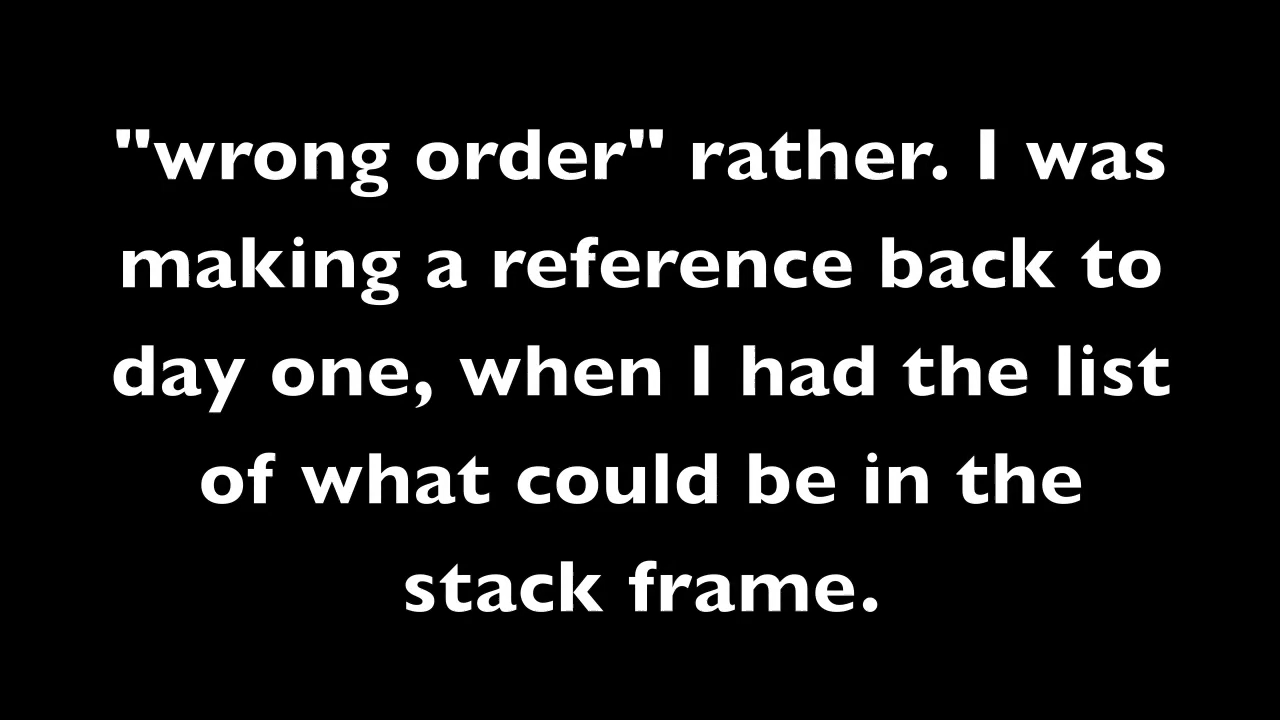 "wrong order" rather. I was
making a reference back to
day one, when I had the list
of what could be in the
stack frame.